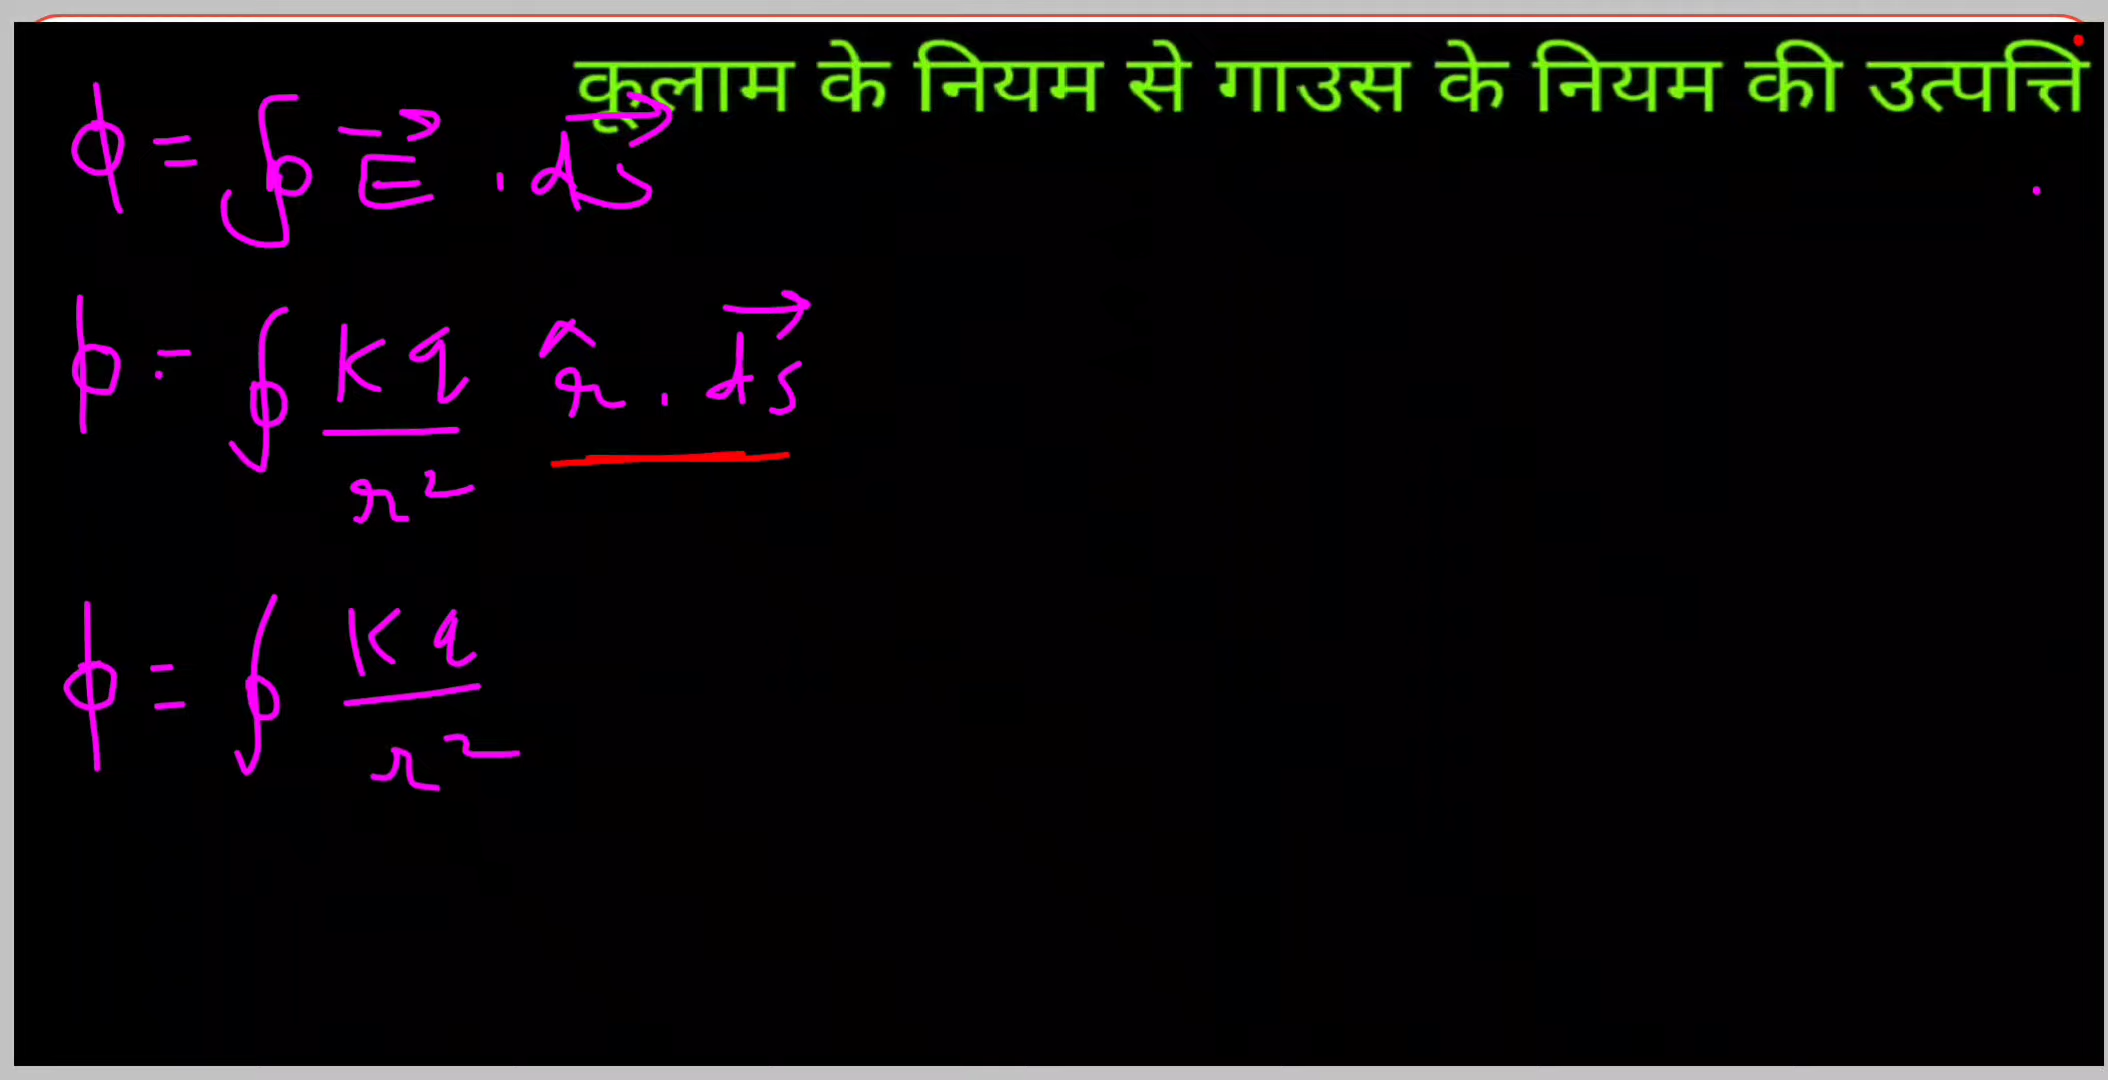 कूलाम के नियम से गाउस के नियम की उत्पत्ति
ϕ = ∮ E⃗ . ds⃗
ϕ = ∮ Kq/r² r̂ . ds⃗
ϕ = ∮ Kq/r²